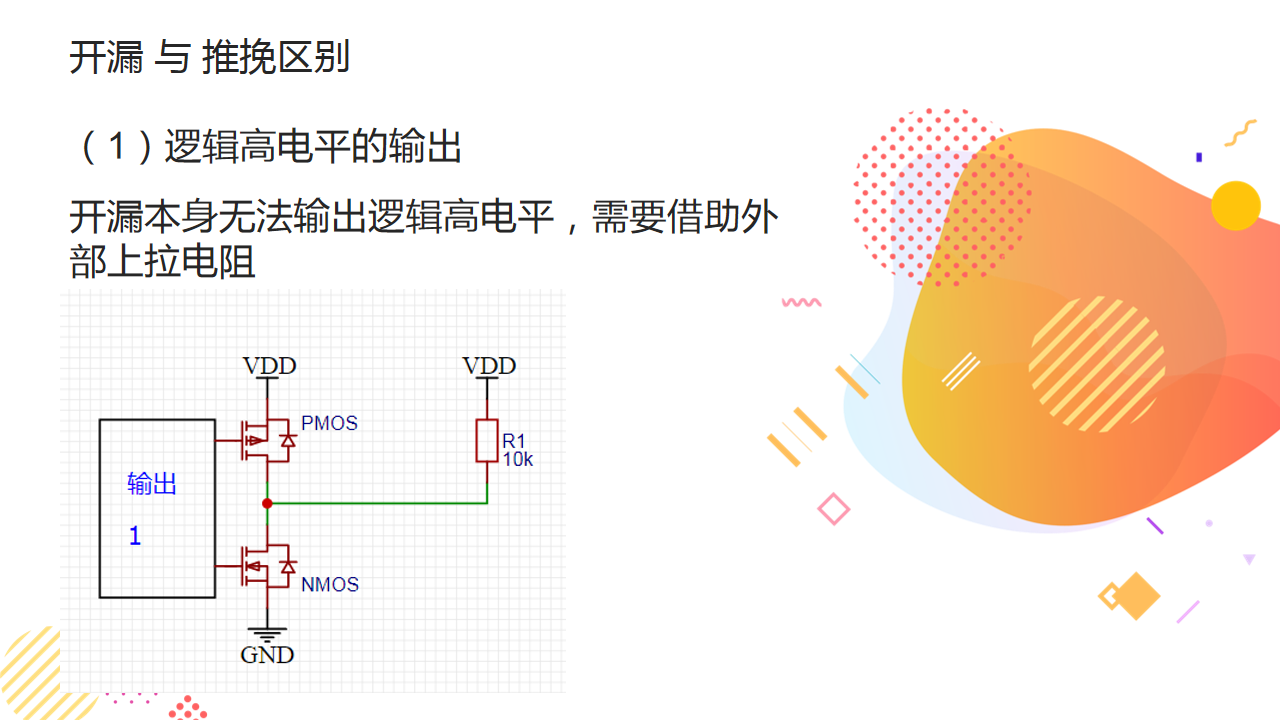 开漏 与 推挽区别
（1）逻辑高电平的输出
开漏本身无法输出逻辑高电平，需要借助外
部上拉电阻
VDD
VDD
PMOS
R1
10k
输出
1
NMOS
GND